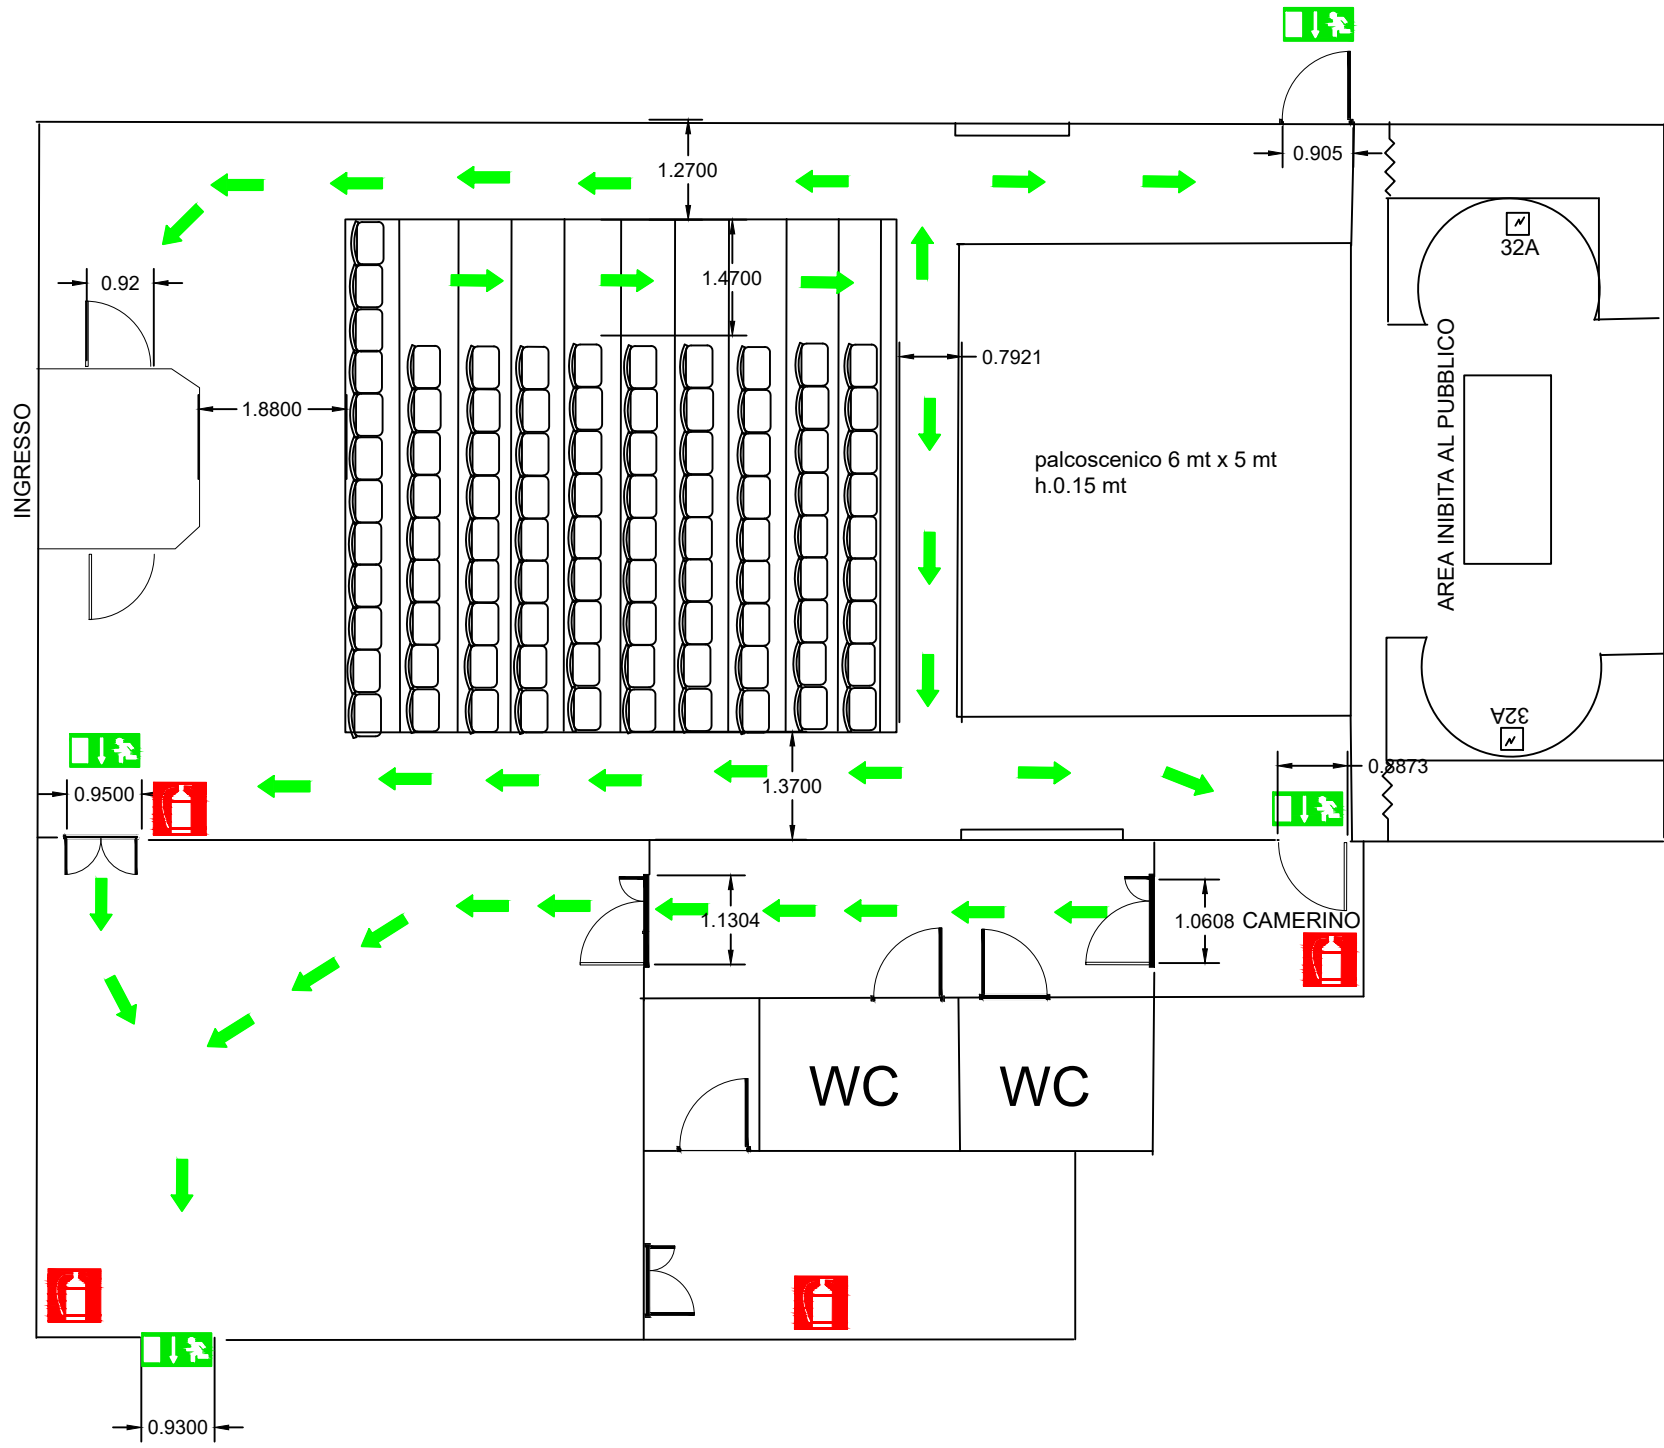 1.2700
0.905
32A
1.4700
0.92
0.7921
1.8800
INGRESSO
palcoscenico 6 mt x 5 mt
h.0.15 mt
AREA INIBITA AL PUBBLICO
32A
0.8873
0.9500
1.3700
1.1304
1.0608 CAMERINO
WC WC
0.9300